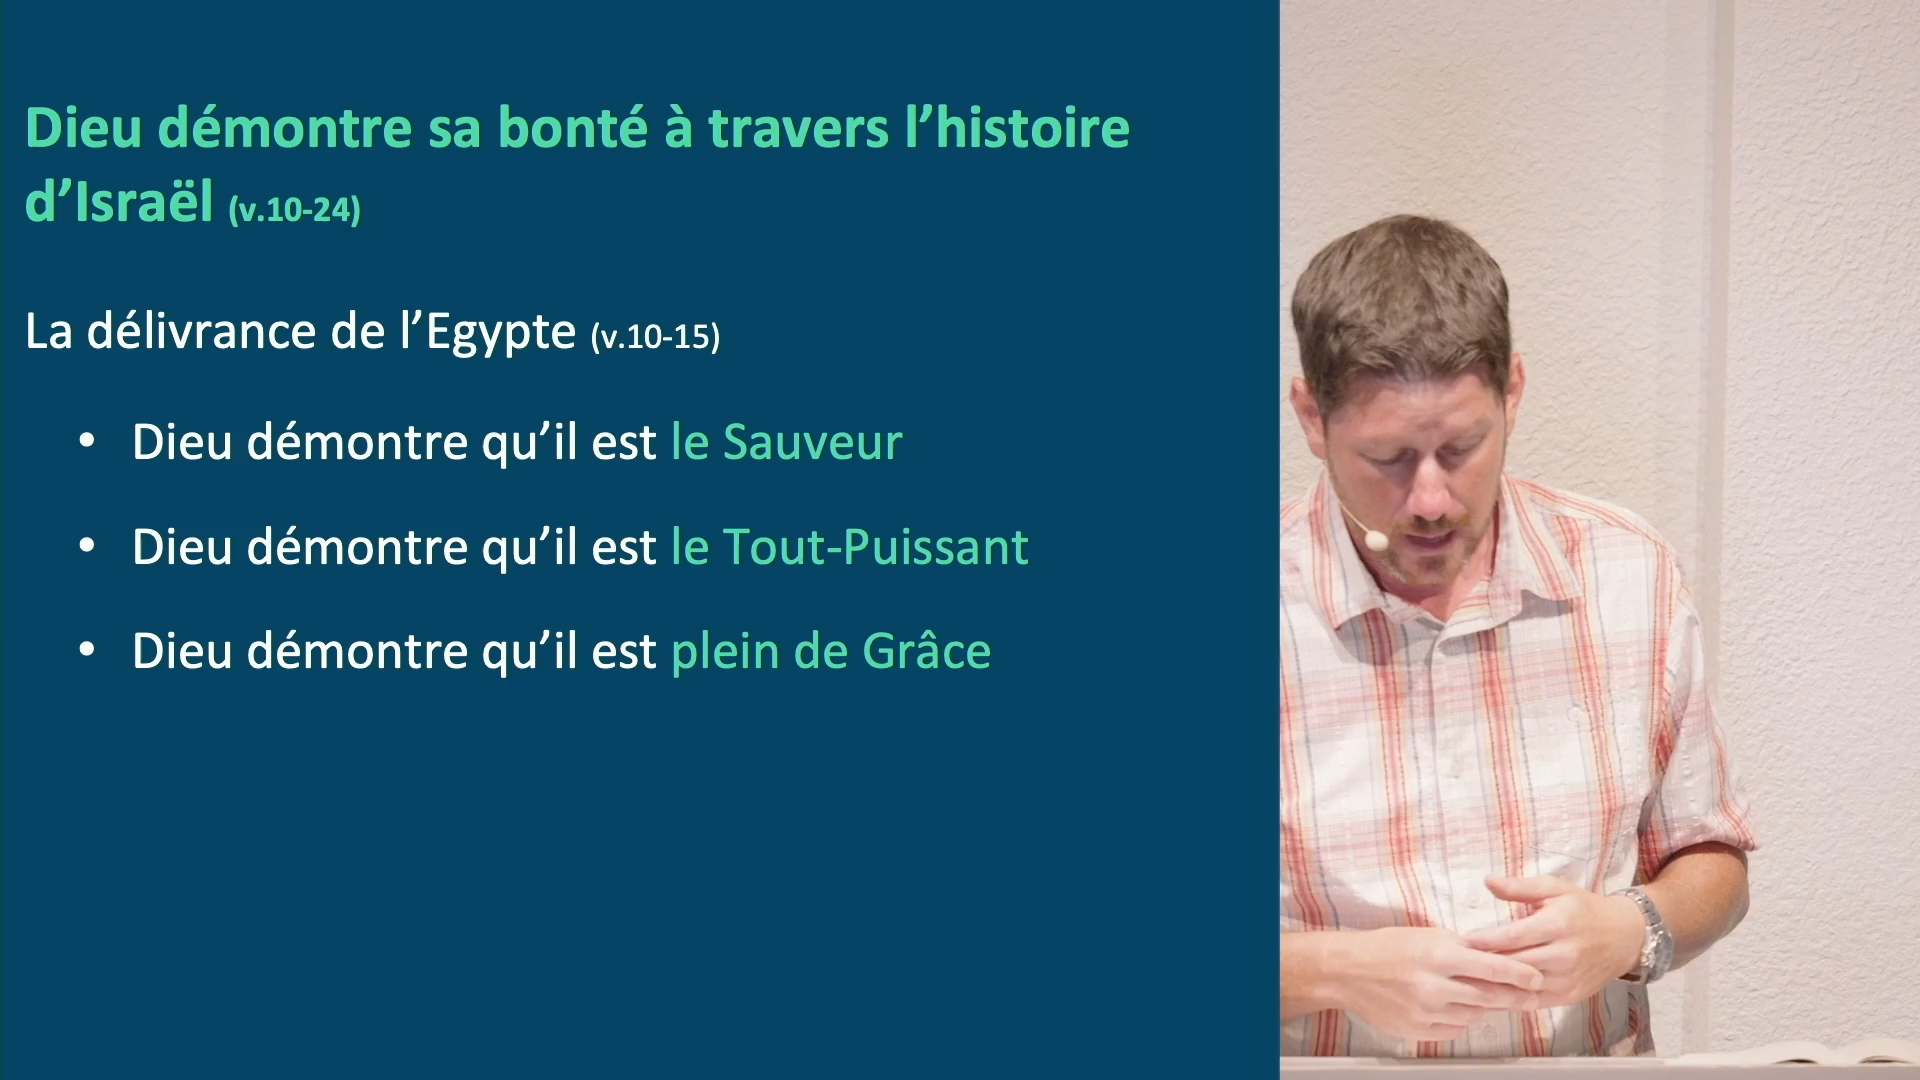 Dieu démontre sa bonté à travers l’histoire
d’Israël (v.10-24)
La délivrance de l’Egypte (v.10-15)
• Dieu démontre qu’il est le Sauveur
• Dieu démontre qu’il est le Tout-Puissant
• Dieu démontre qu’il est plein de Grâce